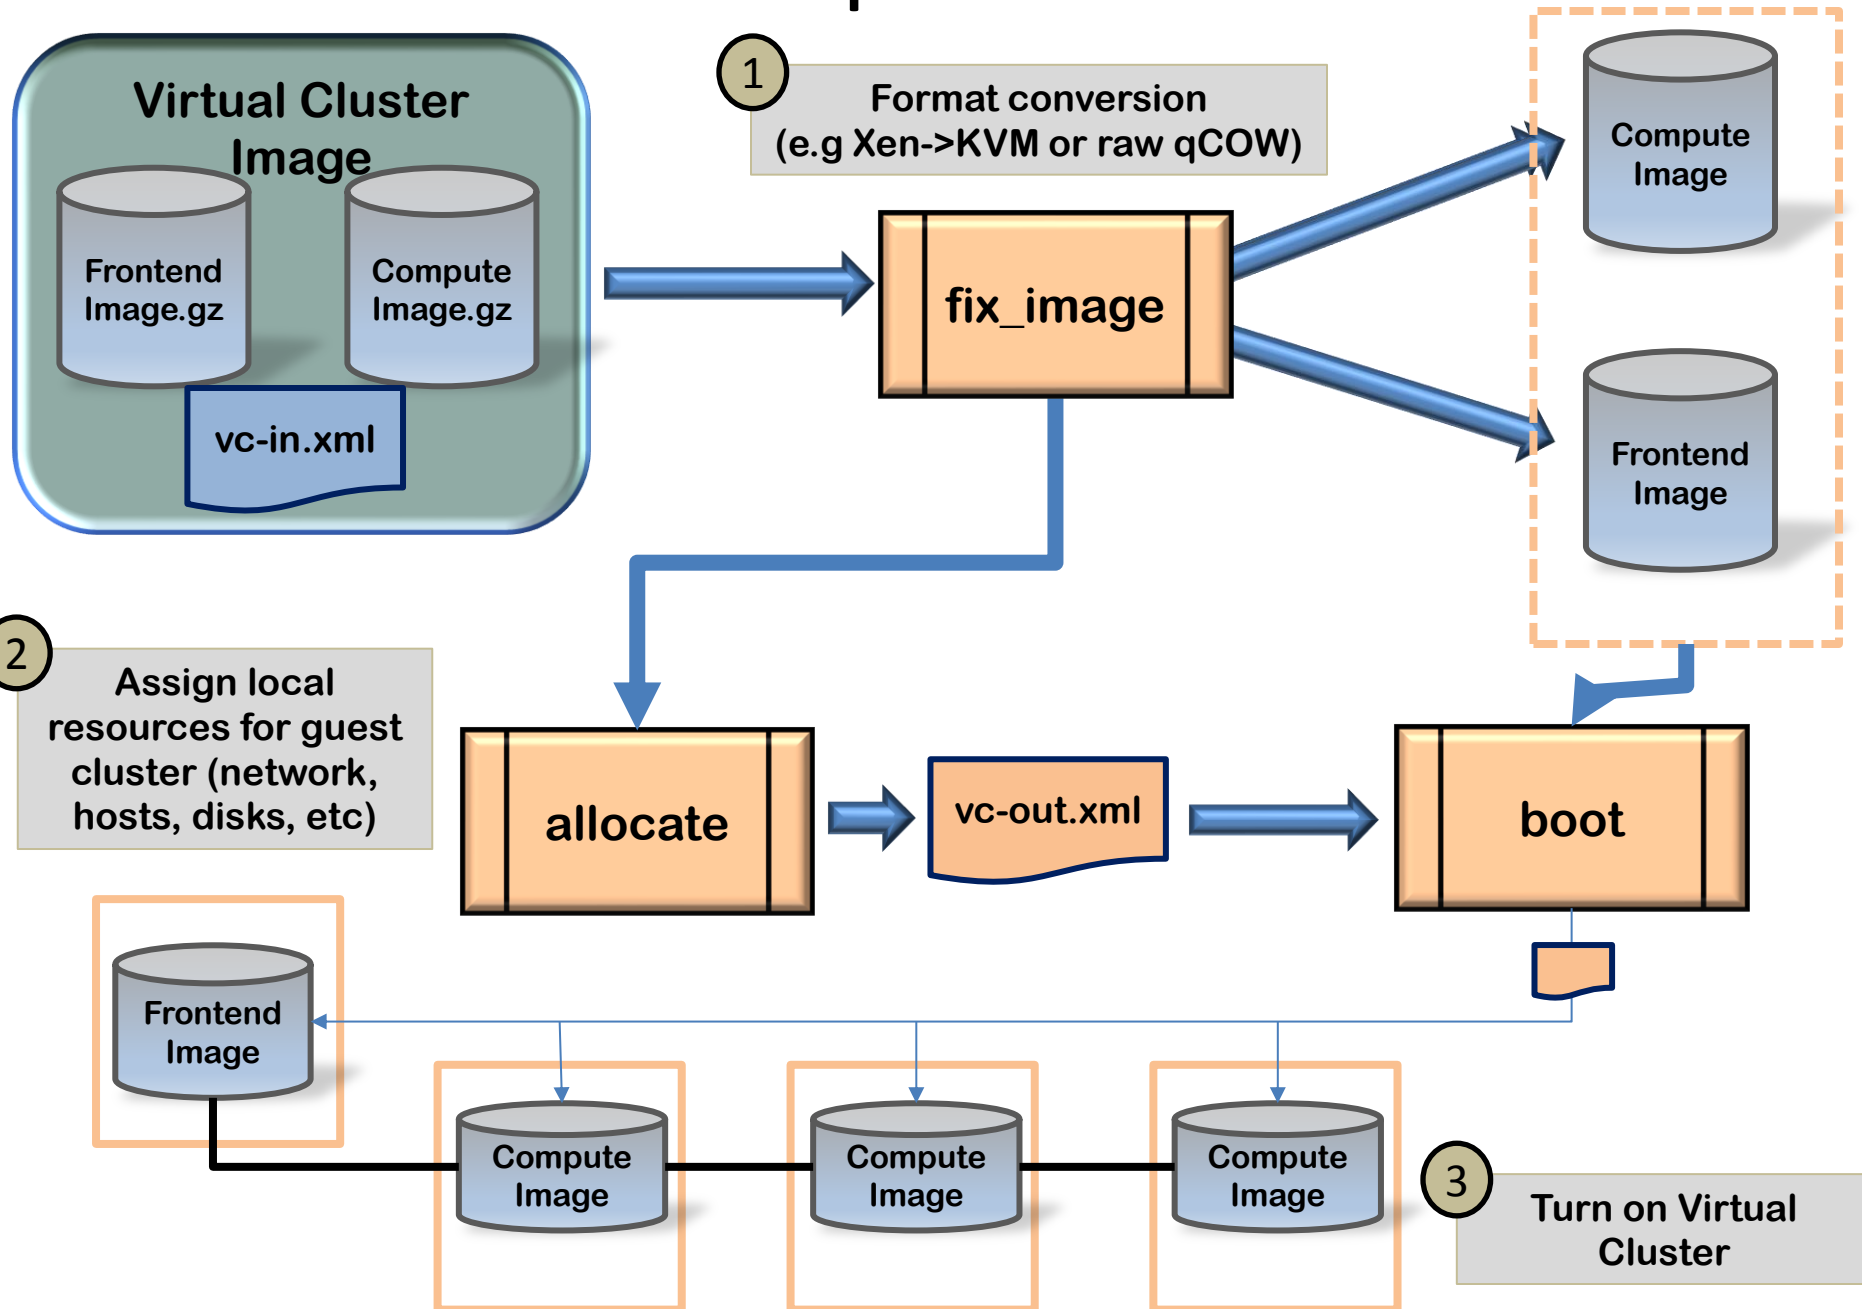 Virtual Cluster
Image
Frontend
Image.gz
Compute
Image.gz
vc-in.xml
1
Format conversion
(e.g Xen->KVM or raw qCOW)
fix_image
Compute
Image
Frontend
Image
2
Assign local
resources for guest
cluster (network,
hosts, disks, etc)
allocate
vc-out.xml
boot
Frontend
Image
Compute
Image
Compute
Image
Compute
Image
3
Turn on Virtual
Cluster